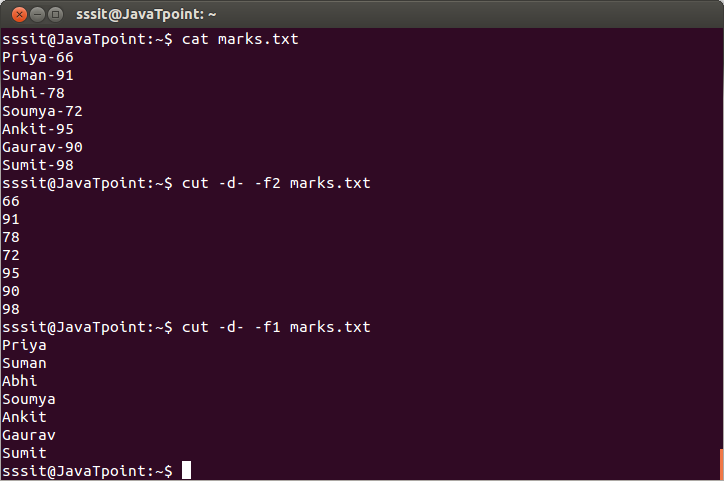 sssit@JavaTpoint: ~
sssit@JavaTpoint:~$ cat marks.txt
Priya-66
Suman-91
Abhi-78
Soumya-72
Ankit-95
Gaurav-90
Sumit-98
sssit@JavaTpoint:~$ cut -d- -f2 marks.txt
66
91
78
72
95
90
98
sssit@JavaTpoint:~$ cut -d- -f1 marks.txt
Priya
Suman
Abhi
Soumya
Ankit
Gaurav
Sumit
sssit@JavaTpoint:~$